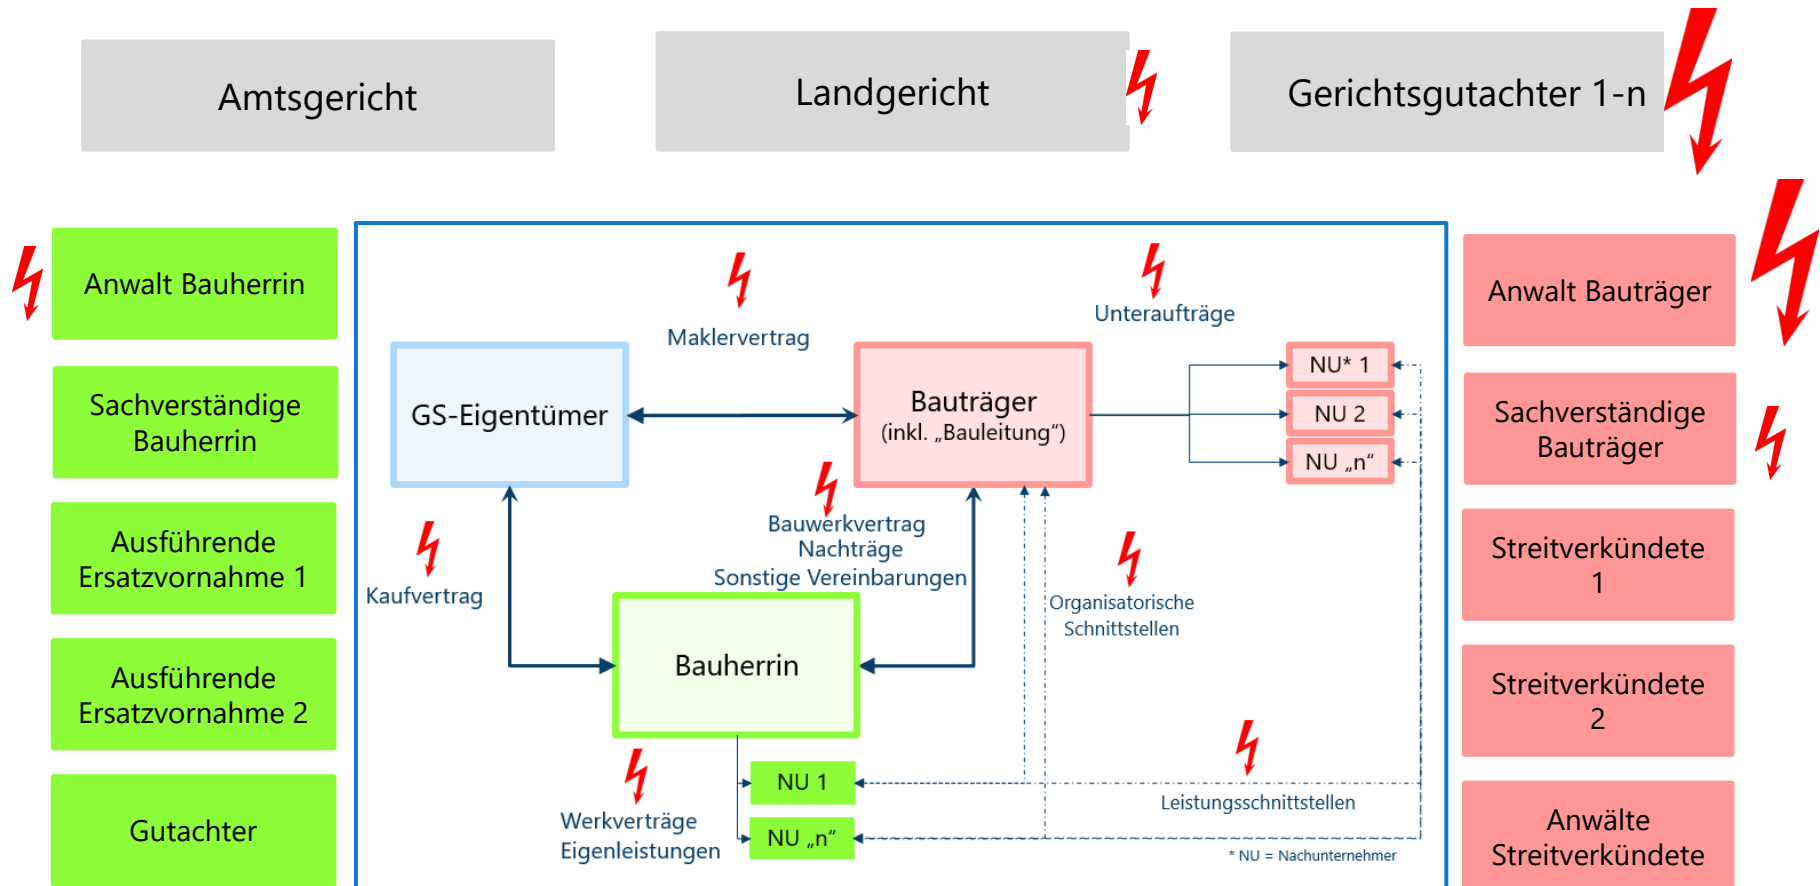 Amtsgericht
Landgericht
Gerichtsgutachter 1-n
Anwalt Bauherrin
Sachverständige
Bauherrin
Ausführende
Ersatzvornahme 1
Ausführende
Ersatzvornahme 2
Gutachter
Maklervertrag
Unteraufträge
GS-Eigentümer
Bauträger
(inkl. „Bauleitung“)
NU* 1
NU 2
NU „n“
Bauwerkvertrag
Nachträge
Sonstige Vereinbarungen
Kaufvertrag
Organisatorische
Schnittstellen
Bauherrin
NU 1
NU „n“
Werkverträge
Eigenleistungen
Leistungsschnittstellen
* NU = Nachunternehmer
Anwalt Bauträger
Sachverständige
Bauträger
Streitverkündete
1
Streitverkündete
2
Anwälte
Streitverkündete